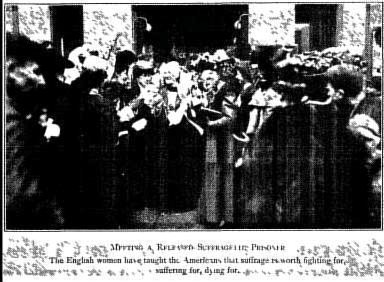 MEETING A RELEASED SUFFRAGETTE PRISONER
The English women have taught the Americans that suffrage is worth fighting for,
suffering for, dying for.